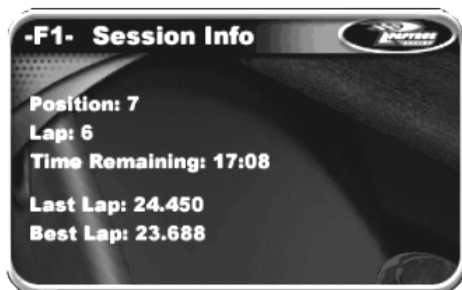 -F1- Session Info
Position: 7
Lap: 6
Time Remaining: 17:08
Last Lap: 24.450
Best Lap: 23.688